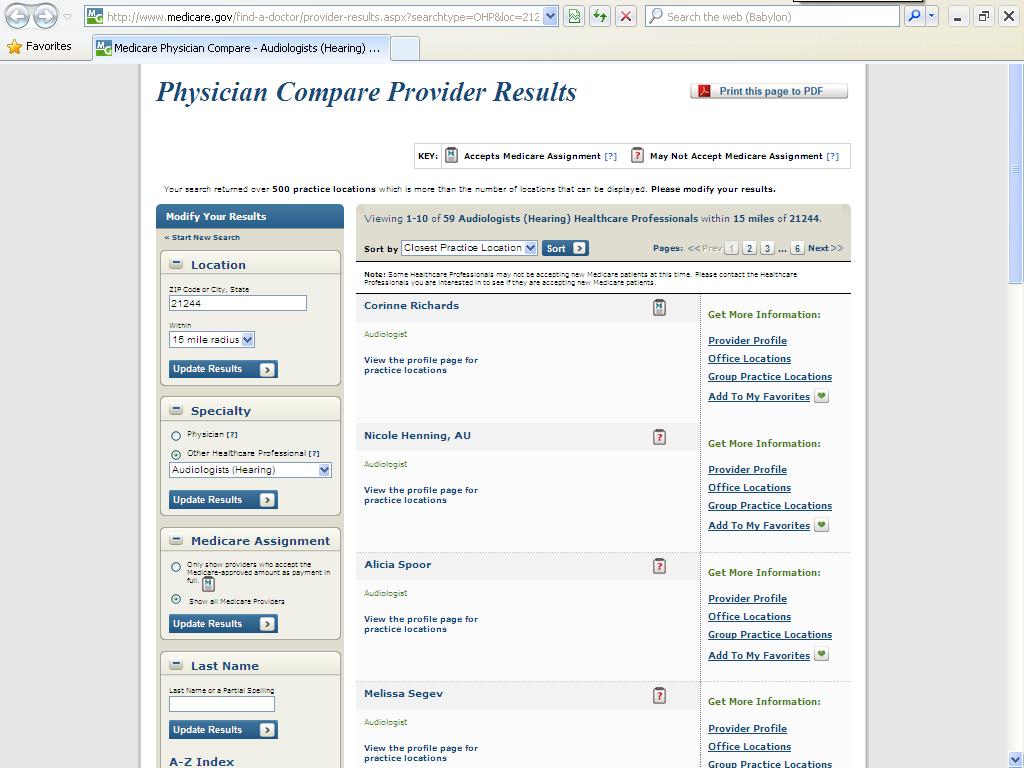 http://www.medicare.gov/find-a-doctor/provider-results.aspx?searchtype=OHP&loc=212
Search the web (Babylon)
Favorites
Medicare Physician Compare - Audiologists (Hearing) ...
Physician Compare Provider Results
Print this page to PDF
KEY: Accepts Medicare Assignment [?] May Not Accept Medicare Assignment [?]
Your search returned over 500 practice locations which is more than the number of locations that can be displayed. Please modify your results.
Modify Your Results
« Start New Search
Location
ZIP Code or City, State
21244
Within
15 mile radius
Update Results
Specialty
Physician [?]
Other Healthcare Professional [?]
Audiologists (Hearing)
Update Results
Medicare Assignment
Only show providers who accept the
Medicare-approved amount as payment in
full.
Show all Medicare Providers
Update Results
Last Name
Last Name or a Partial Spelling
Update Results
A-Z Index
Viewing 1-10 of 59 Audiologists (Hearing) Healthcare Professionals within 15 miles of 21244.
Sort by Closest Practice Location Sort Pages: <<Prev 1 2 3 ... 6 Next>>
Note: Some Healthcare Professionals may not be accepting new Medicare patients at this time. Please contact the Healthcare
Professionals you are interested in to see if they are accepting new Medicare patients.
Corinne Richards
Audiologist
View the profile page for
practice locations
Get More Information:
Provider Profile
Office Locations
Group Practice Locations
Add To My Favorites
Nicole Henning, AU
Audiologist
View the profile page for
practice locations
Get More Information:
Provider Profile
Office Locations
Group Practice Locations
Add To My Favorites
Alicia Spoor
Audiologist
View the profile page for
practice locations
Get More Information:
Provider Profile
Office Locations
Group Practice Locations
Add To My Favorites
Melissa Segev
Audiologist
View the profile page for
practice locations
Get More Information:
Provider Profile
Office Locations
Group Practice Locations